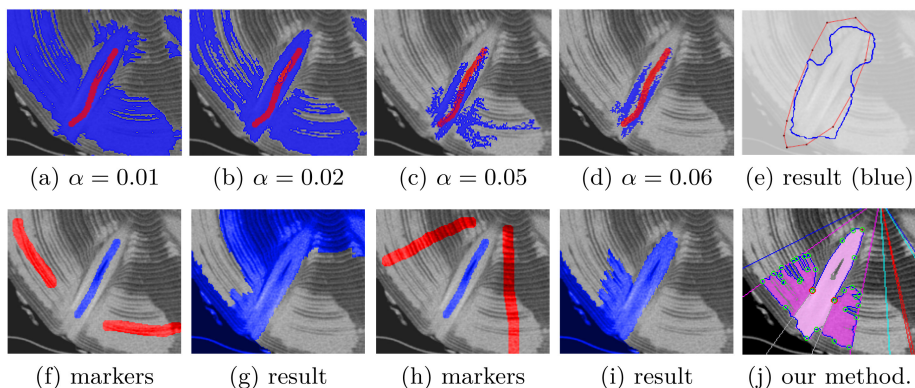 (a) α = 0.01 (b) α = 0.02 (c) α = 0.05 (d) α = 0.06 (e) result (blue)
(f) markers (g) result (h) markers (i) result (j) our method.